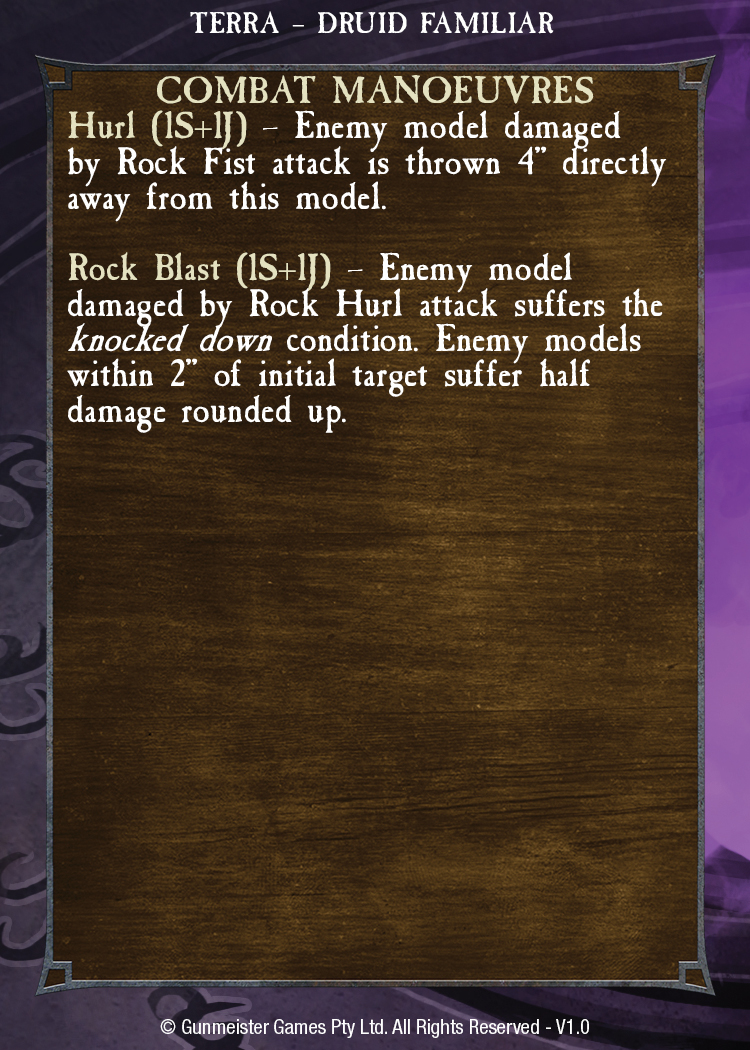 TERRA – DRUID FAMILIAR
COMBAT MANOEUVRES
Hurl (1S+1J) – Enemy model damaged
by Rock Fist attack is thrown 4" directly
away from this model.
Rock Blast (1S+1J) – Enemy model
damaged by Rock Hurl attack suffers the
knocked down condition. Enemy models
within 2" of initial target suffer half
damage rounded up.
© Gunmeister Games Pty Ltd. All Rights Reserved - V1.0